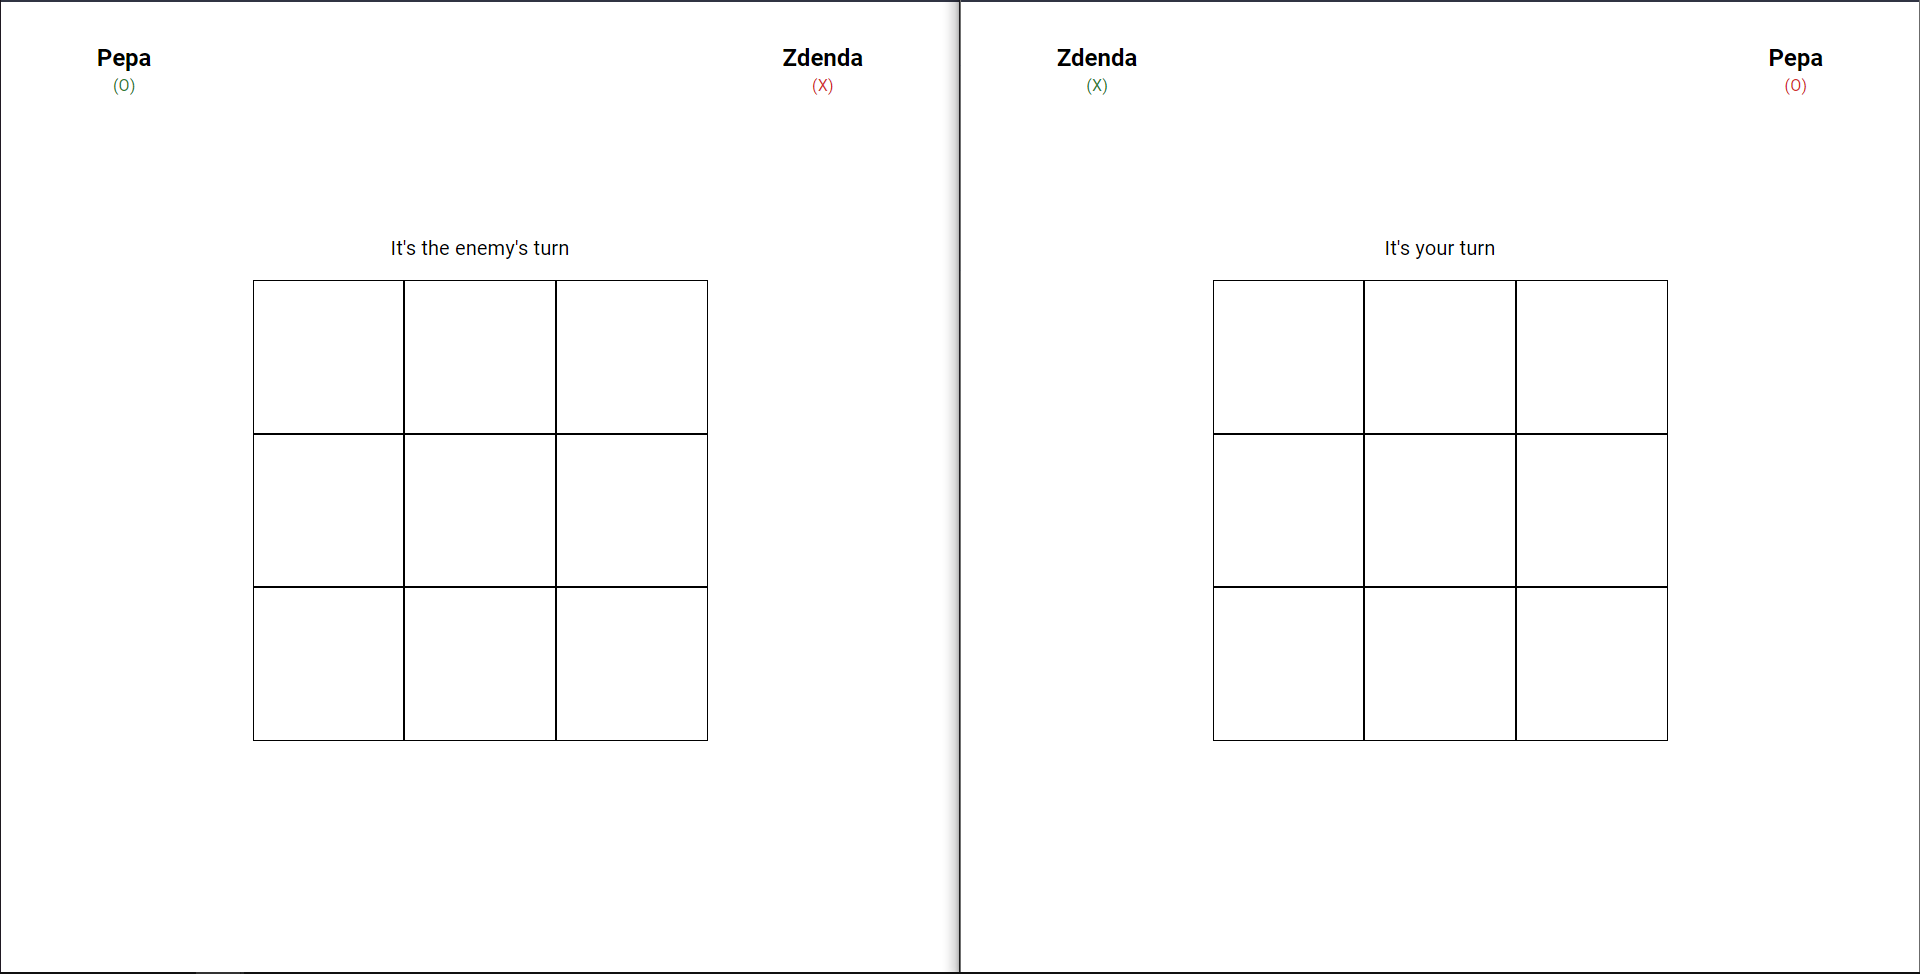 Pepa
(O)
Zdenda
(X)
It's the enemy's turn
Zdenda
(X)
Pepa
(O)
It's your turn